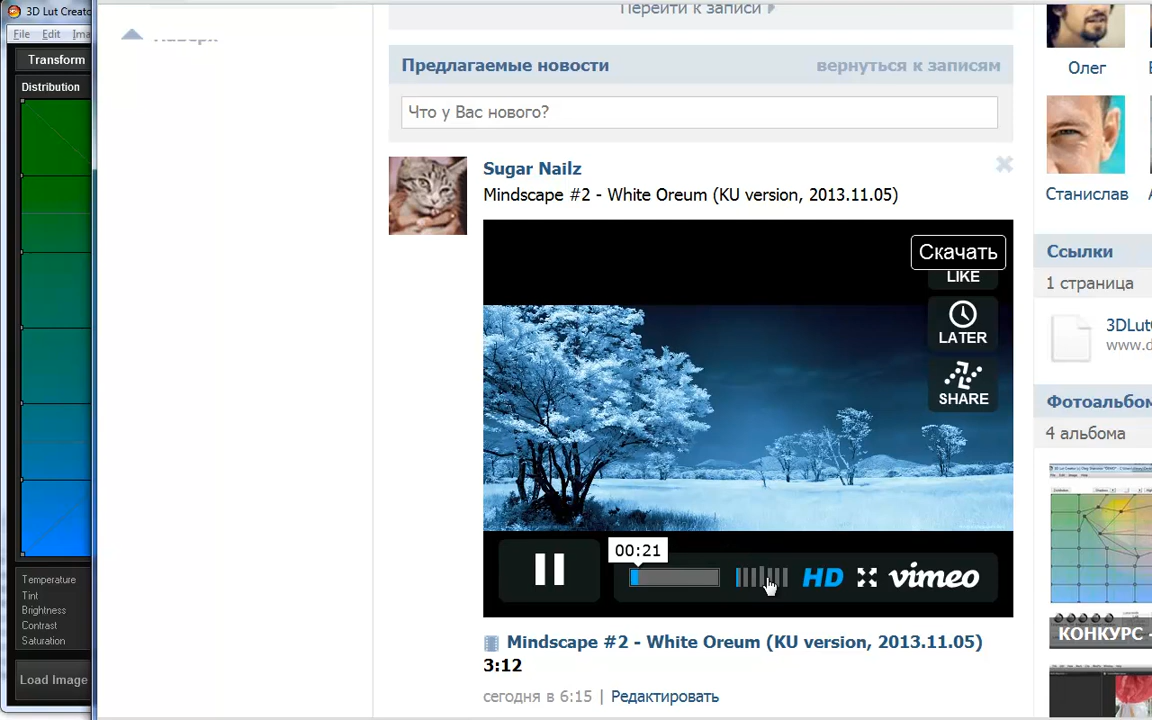 3D Lut Creato
File Edit Ima
Transform
Distribution
Temperature
Tint
Brightness
Contrast
Saturation
Load Image
Наверх
Перейти к записи
Предлагаемые новости
вернуться к записям
Что у Вас нового?
Sugar Nailz
Mindscape #2 - White Oreum (KU version, 2013.11.05)
Скачать
LIKE
LATER
SHARE
00:21
HD vimeo
Mindscape #2 - White Oreum (KU version, 2013.11.05)
3:12
сегодня в 6:15 | Редактировать
Олег
Станислав
Ссылки
1 страница
3DLut
www.d
Фотоальбом
4 альбома
КОНКУРС -